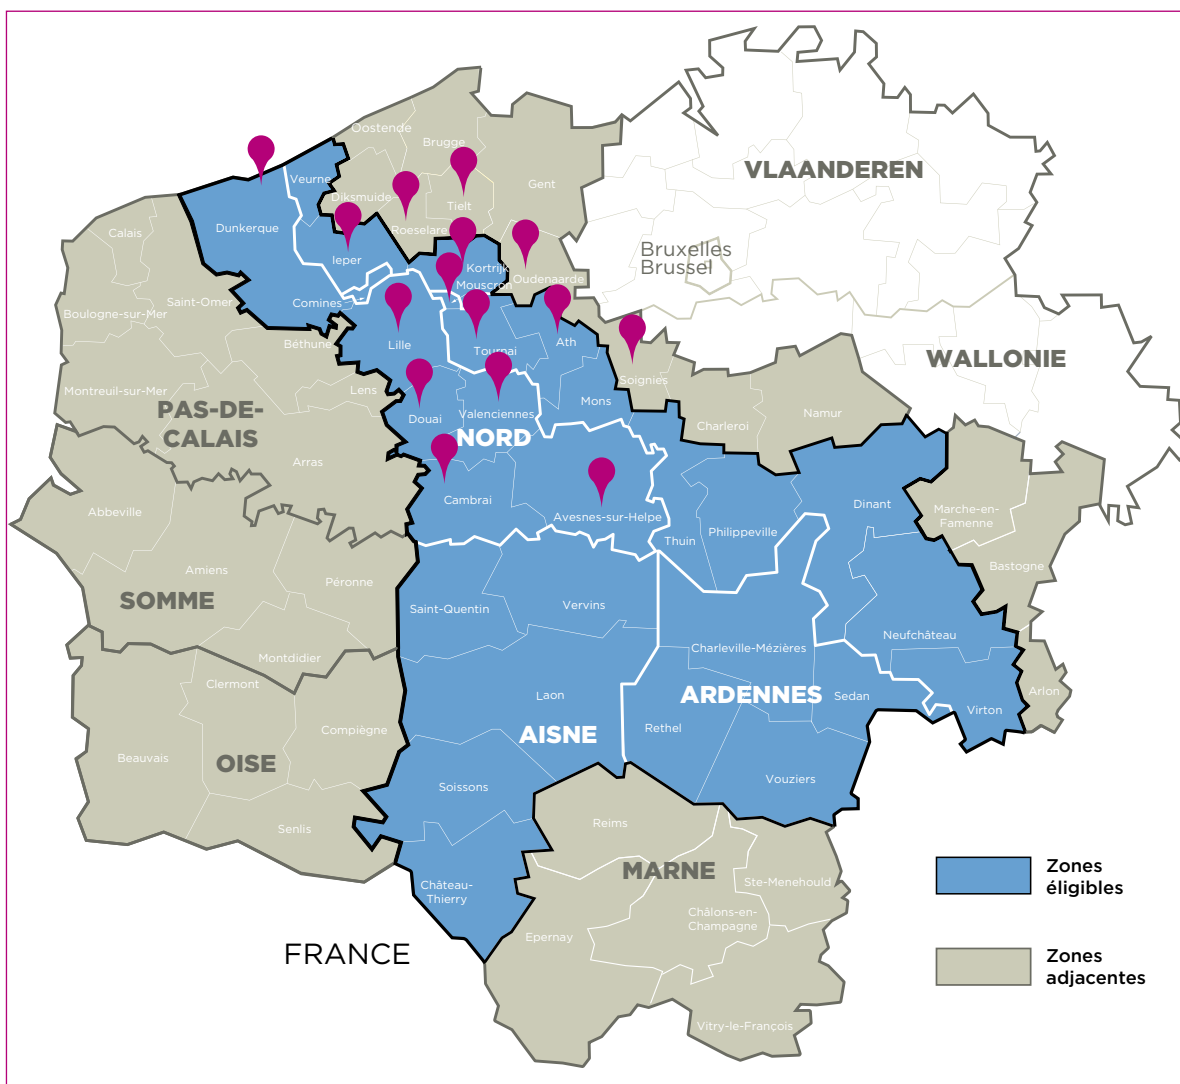 Oostende
Brugge
VLAANDEREN
Veurne
Diksmuide
Tielt
Gent
Calais
Dunkerque
Roeselare
Ieper
Bruxelles
Brussel
Kortrijk
Oudenaarde
Mouscron
Saint-Omer
Comines
Boulogne-sur-Mer
Béthune
Lille
Tournai
Ath
WALLONIE
Soignies
Montreuil-sur-Mer
Lens
Mons
PAS-DE-
CALAIS
Douai
Valenciennes
Namur
Charleroi
NORD
Arras
Cambrai
Abbeville
Avesnes-sur-Helpe
Dinant
Marche-en-
Famenne
Philippeville
Thuin
Bastogne
Amiens
Péronne
SOMME
Saint-Quentin
Vervins
Neufchâteau
Charleville-Mézières
Montdidier
Clermont
Laon
ARDENNES
Sedan
Arlon
Virton
Compiègne
Rethel
AISNE
Beauvais
OISE
Vouziers
Soissons
Senlis
Reims
MARNE
Château-
Thierry
Ste-Menehould
Châlons-en-
Champagne
Epernay
FRANCE
Vitry-le-François
Zones
éligibles
Zones
adjacentes